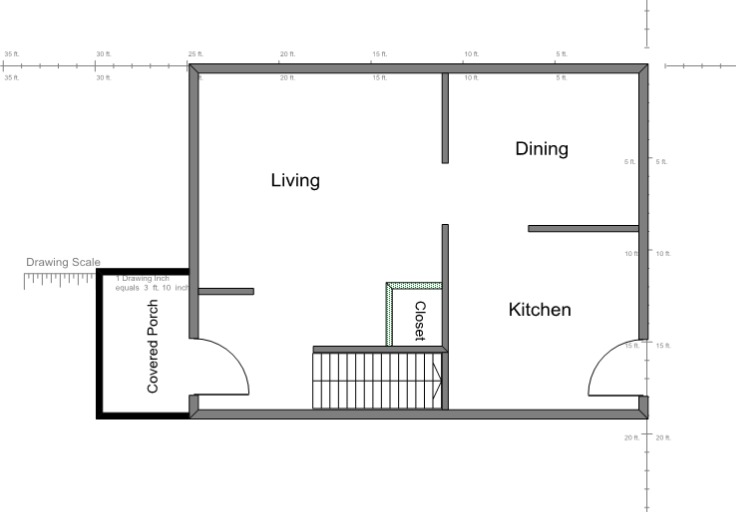 35 ft. 30 ft. 25 ft. 20 ft. 15 ft. 10 ft. 5 ft.
35 ft. 30 ft. 20 ft. 15 ft. 10 ft. 5 ft.
Dining
5 ft. 5 ft.
Living
10 ft. 10 ft.
Drawing Scale
1 Drawing Inch
equals 3 ft. 10 inch
Covered Porch
Closet
Kitchen
15 ft. 15 ft.
20 ft. 20 ft.